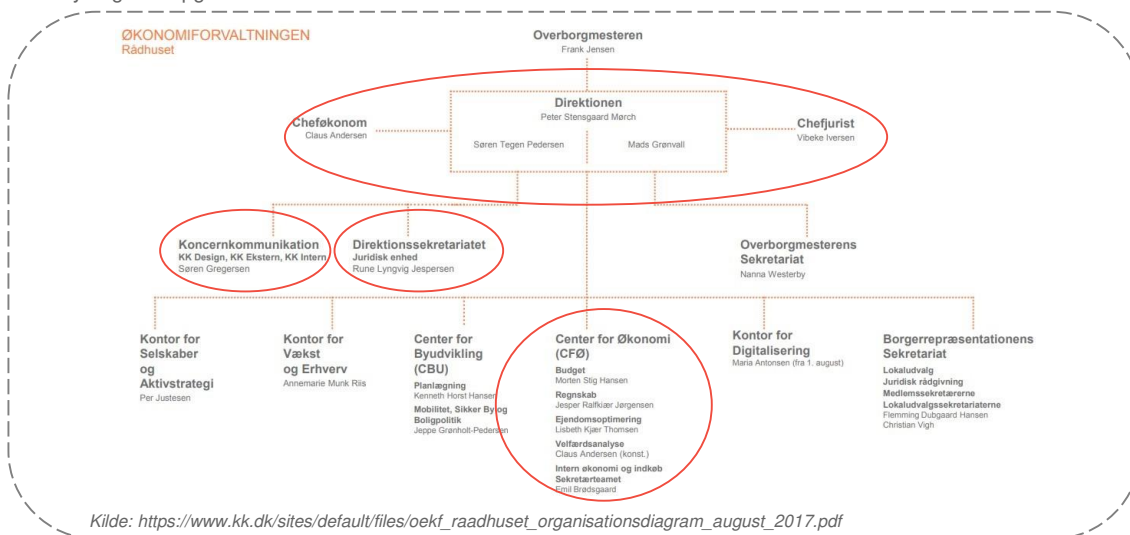 ØKONOMIFORVALTNINGEN
Rådhuset
Overborgmesteren
Frank Jensen
Direktionen
Peter Stensgaard Mørch
Søren Tegen Pedersen
Mads Grønvall
Cheføkonom
Claus Andersen
Chefjurist
Vibeke Iversen
Koncernkommunikation
KK Design, KK Ekstern, KK Intern
Søren Gregersen
Direktionssekretariatet
Juridisk enhed
Rune Lyngvig Jespersen
Overborgmesterens
Sekretariat
Nanna Westerby
Kontor for
Selskaber
og
Aktivstrategi
Per Justesen
Kontor for
Vækst
og Erhverv
Annemarie Munk Riis
Center for
Byudvikling
(CBU)
Planlægning
Kenneth Horst Hansen
Mobilitet, Sikker By og
Boligpolitik
Jeppe Grønholt-Pedersen
Center for Økonomi
(CFØ)
Budget
Morten Stig Hansen
Regnskab
Jesper Ralfkiær Jørgensen
Ejendomsoptimering
Lisbeth Kjær Thomsen
Velfærdsanalyse
Claus Andersen (konst.)
Intern økonomi og indkøb
Sekretærteamet
Emil Brødsgaard
Kontor for
Digitalisering
Maria Antonsen (fra 1. august)
Borgerrepræsentationens
Sekretariat
Lokaludvalg
Juridisk rådgivning
Medlemssekretærerne
Lokaludvalgssekretariaterne
Flemming Dubgaard Hansen
Christian Vigh
Kilde: https://www.kk.dk/sites/default/files/oekf_raadhuset_organisationsdiagram_august_2017.pdf